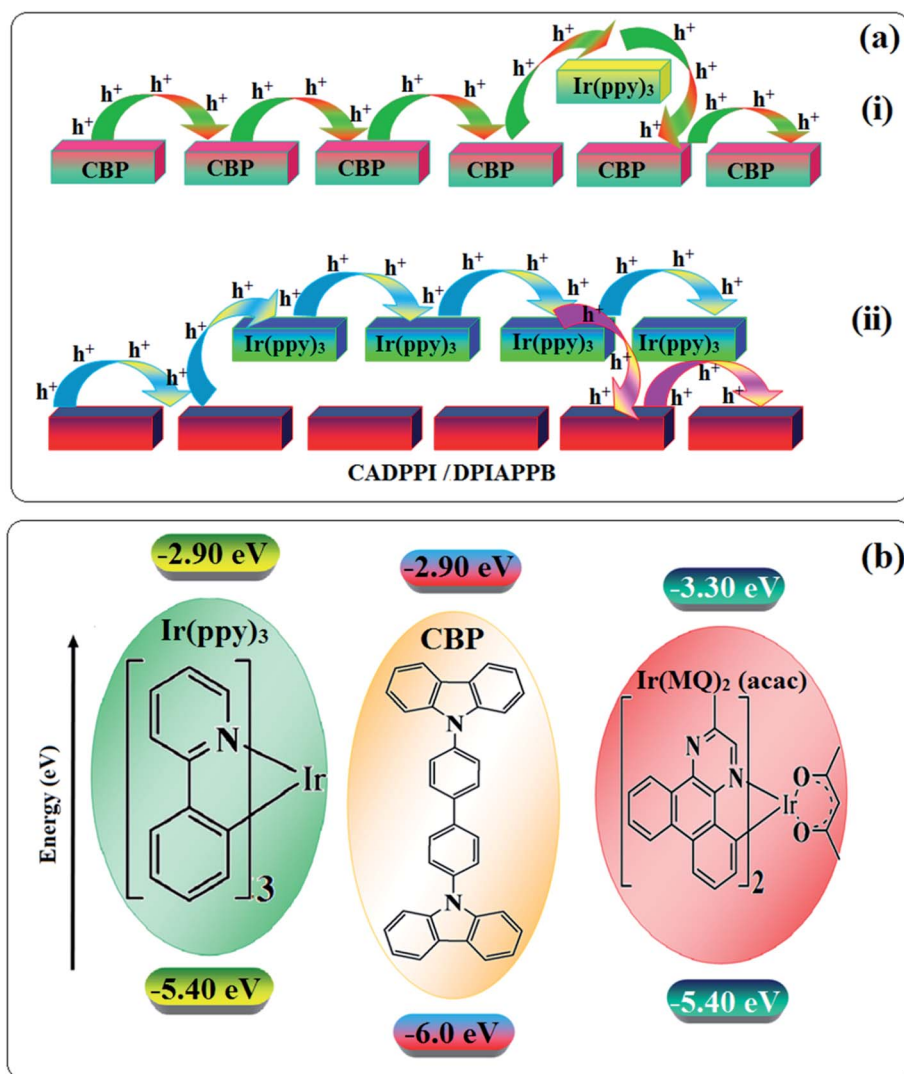 (a)
h+ h+ h+ h+ h+ h+ h+ h+ h+ h+ h+ h+ h+ h+ h+ h+ h+
Ir(ppy)3
(i)
CBP CBP CBP CBP CBP CBP
h+ h+ h+ h+ h+ h+ h+ h+ h+ h+ h+ h+ h+ h+ h+ h+ h+ h+ h+ h+ h+ h+
Ir(ppy)3 Ir(ppy)3 Ir(ppy)3 Ir(ppy)3
(ii)
CADPPI / DPIAPPB
(b)
-2.90 eV
-2.90 eV
-3.30 eV
Energy (eV)
Ir(ppy)3
N
Ir
3
CBP
N
N
Ir(MQ)2 (acac)
N
N
O
Ir
O
2
-5.40 eV
-6.0 eV
-5.40 eV